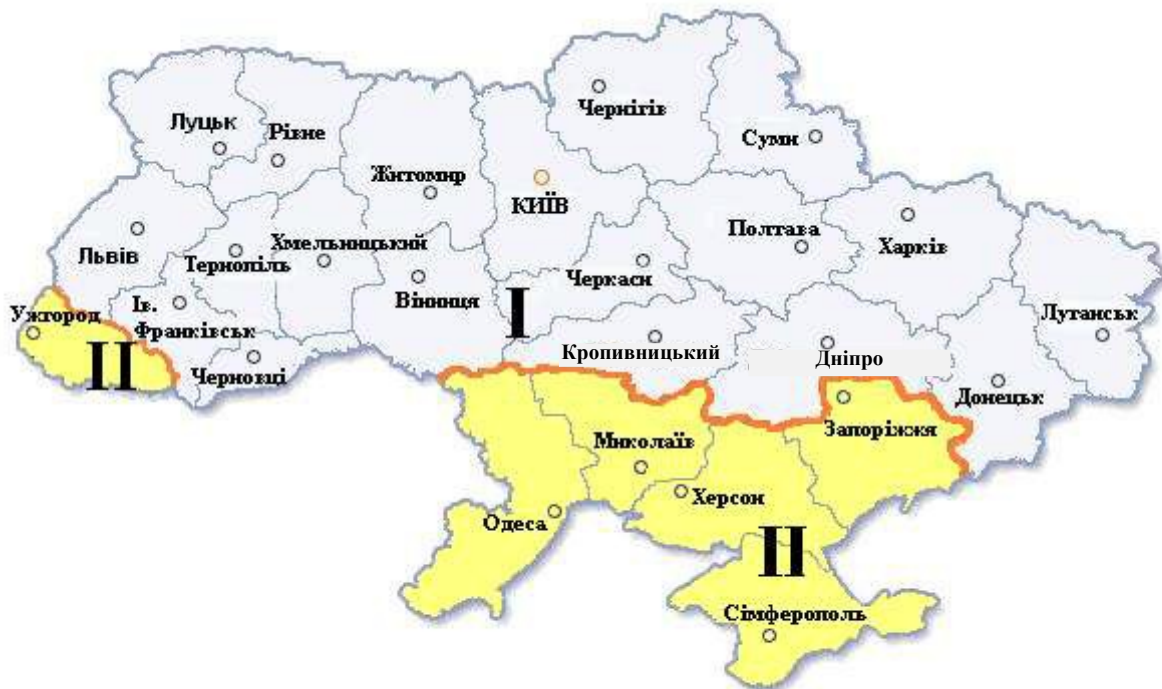 Чернігів
Суми
Луцьк
Рівне
Житомир
КИЇВ
Полтава
Харків
Львів
Тернопіль
Хмельницький
Вінниця
Черкаси
Ів.
Франківськ
Ужгород
Луганськ
I
II
Черновці
Кропивницький
Дніпро
Донецьк
Запоріжжя
Миколаїв
Херсон
Одеса
II
Сімферополь